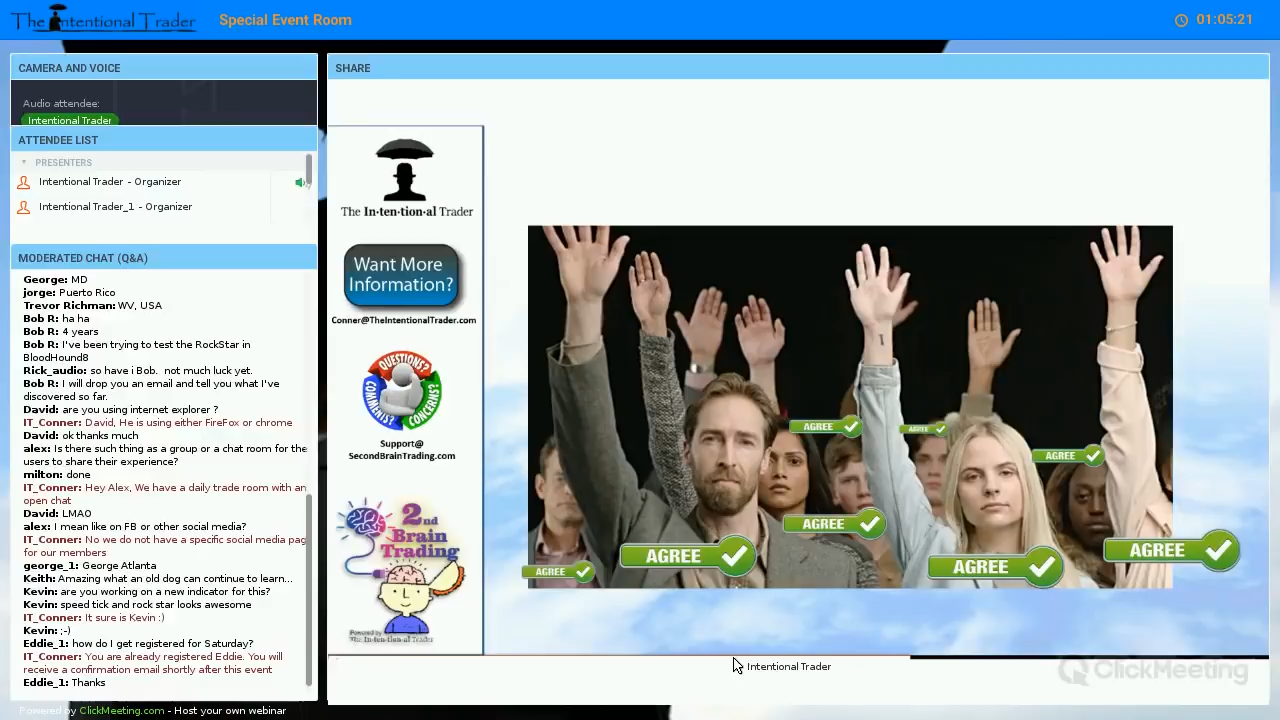 The Intentional Trader
Special Event Room
01:05:21
CAMERA AND VOICE
Audio attendee:
Intentional Trader
ATTENDEE LIST
PRESENTERS
Intentional Trader - Organizer
Intentional Trader_1 - Organizer
MODERATED CHAT (Q&A)
George: MD
jorge: Puerto Rico
Trevor Richman: WV, USA
Bob R: ha ha
Bob R: 4 years
Bob R: I've been trying to test the RockStar in
BloodHound8
Rick_audio: so have i Bob. not much luck yet.
Bob R: I will drop you an email and tell you what I've
discovered so far.
David: are you using internet explorer ?
IT_Conner: David, He is using either FireFox or chrome
David: ok thanks much
alex: Is there such thing as a group or a chat room for the
users to share their experience?
milton: done
IT_Conner: Hey Alex, We have a daily trade room with an
open chat
David: LMAO
alex: I mean like on FB or other social media?
IT_Conner: No we do not have a specific social media pag
for our members
george_1: George Atlanta
Keith: Amazing what an old dog can continue to learn...
Kevin: are you working on a new indicator for this?
Kevin: speed tick and rock star looks awesome
IT_Conner: It sure is Kevin :)
Kevin: ;-)
Eddie_1: how do I get registered for Saturday?
IT_Conner: You are already registered Eddie. You will
receive a confirmation email shortly after this event
Eddie_1: Thanks
Powered by ClickMeeting.com - Host your own webinar
SHARE
The In·ten·tion·al Trader
Want More
Information?
Conner@TheIntentionalTrader.com
QUESTIONS?
COMMENTS?
CONCERNS?
Support@
SecondBrainTrading.com
2nd
Brain
Trading
Powered by
The In·ten·tion·al Trader
AGREE
AGREE
AGREE
AGREE
AGREE
AGREE
AGREE
AGREE
Intentional Trader
ClickMeeting